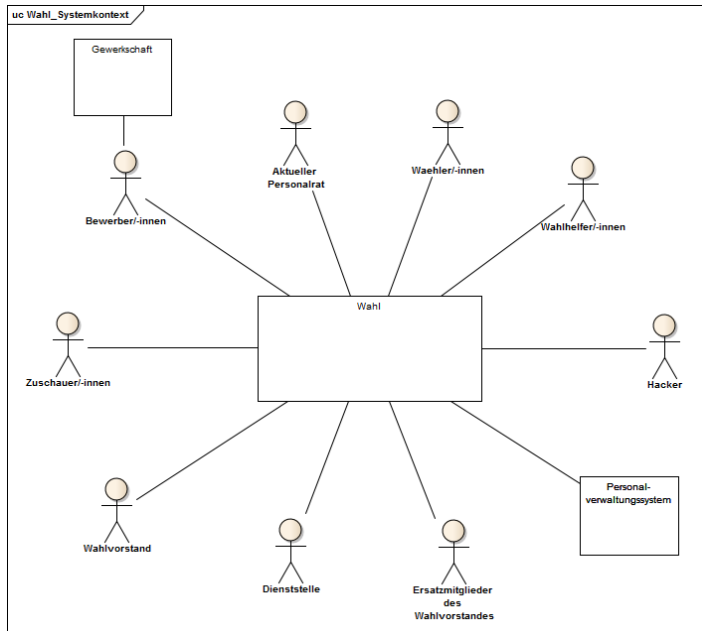 uc Wahl_Systemkontext
Gewerkschaft
Aktueller
Personalrat
Waehler/-innen
Bewerber/-innen
Wahlhelfer/-innen
Wahl
Zuschauer/-innen
Hacker
Personal-
verwaltungssystem
Wahlvorstand
Dienststelle
Ersatzmitglieder
des
Wahlvorstandes